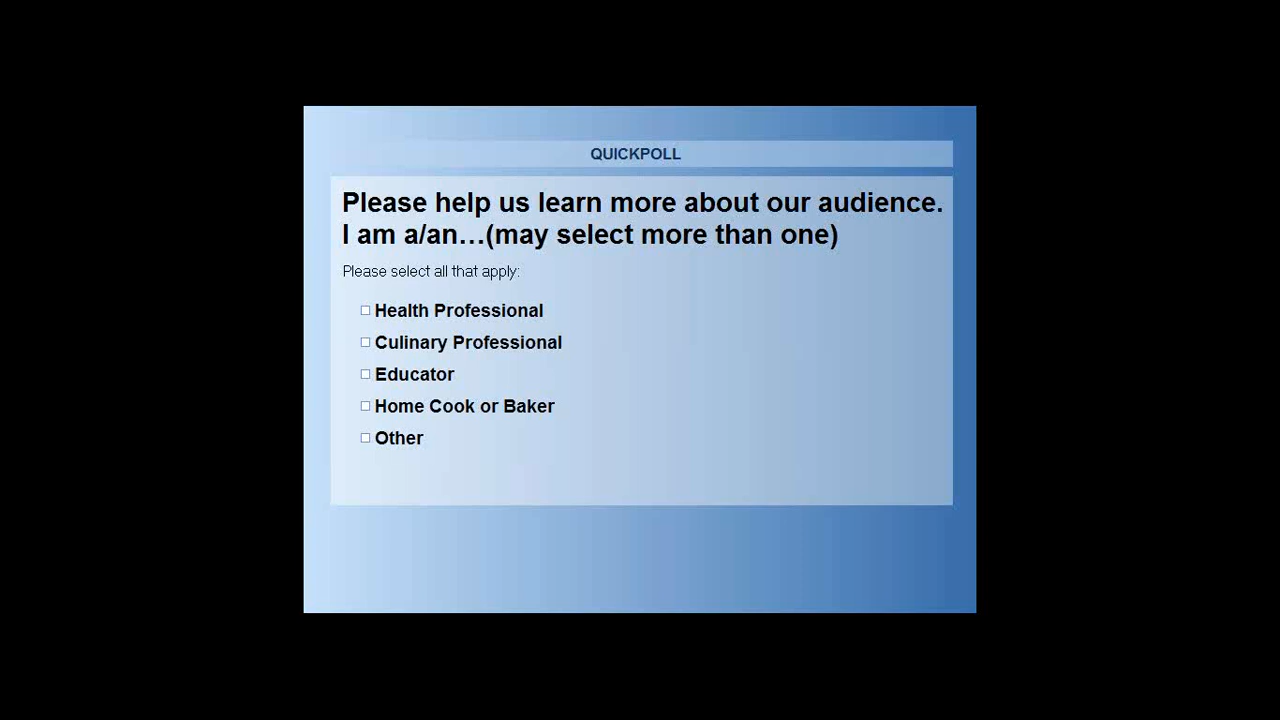 QUICKPOLL
Please help us learn more about our audience.
I am a/an…(may select more than one)
Please select all that apply:
Health Professional
Culinary Professional
Educator
Home Cook or Baker
Other